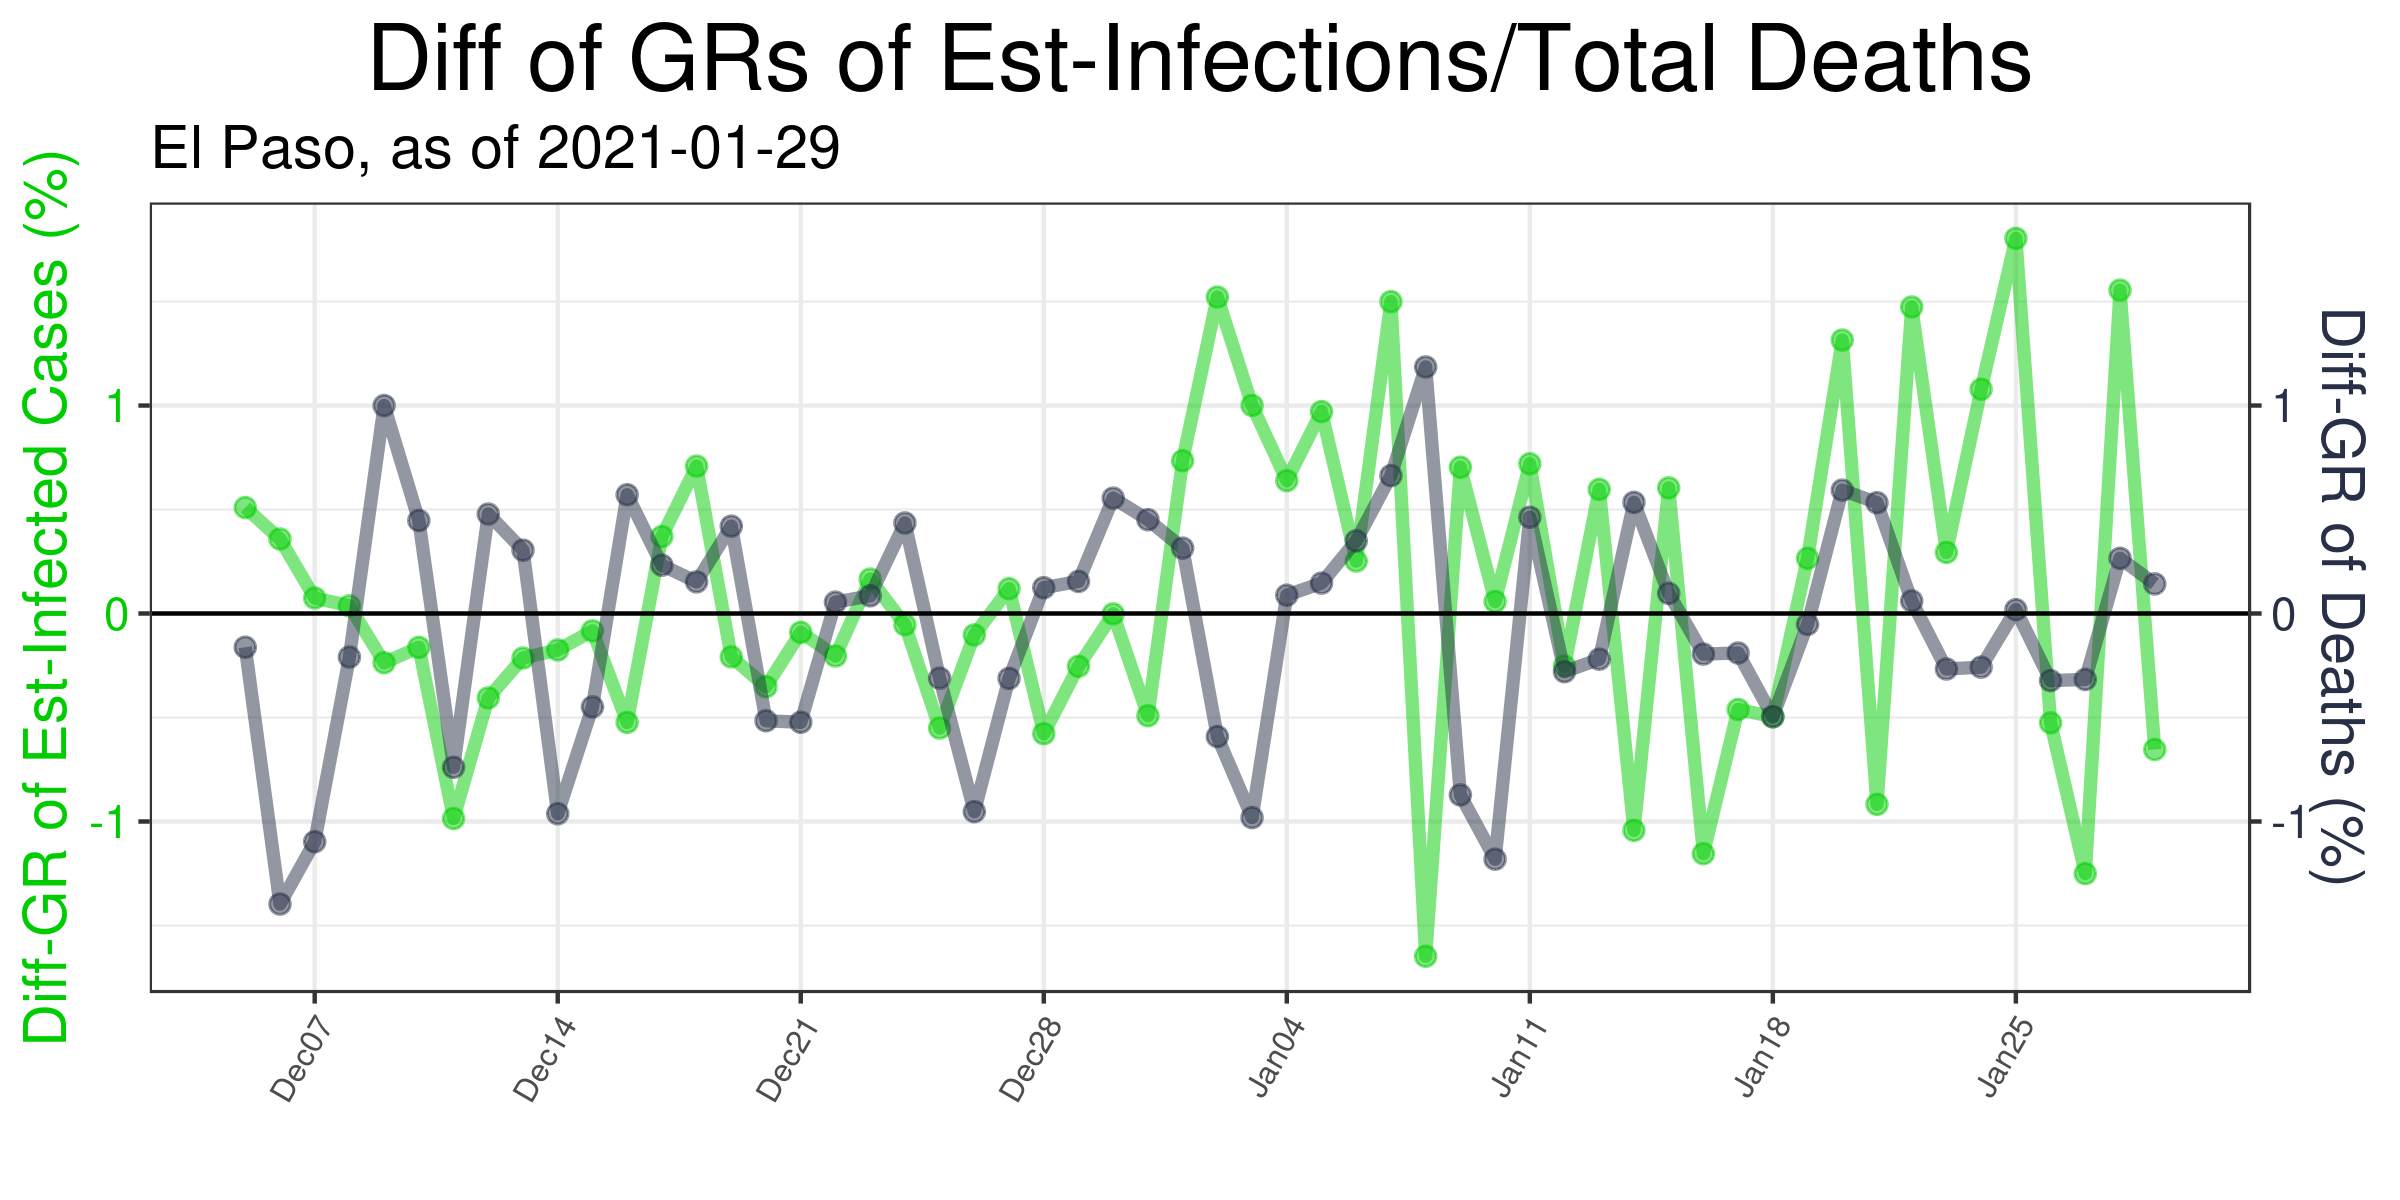 Diff of GRs of Est-Infections/Total Deaths
El Paso, as of 2021-01-29
Diff-GR of Est-Infected Cases (%)
1
0
-1
1
0
-1
Diff-GR of Deaths (%)
Dec07
Dec14
Dec21
Dec28
Jan04
Jan11
Jan18
Jan25